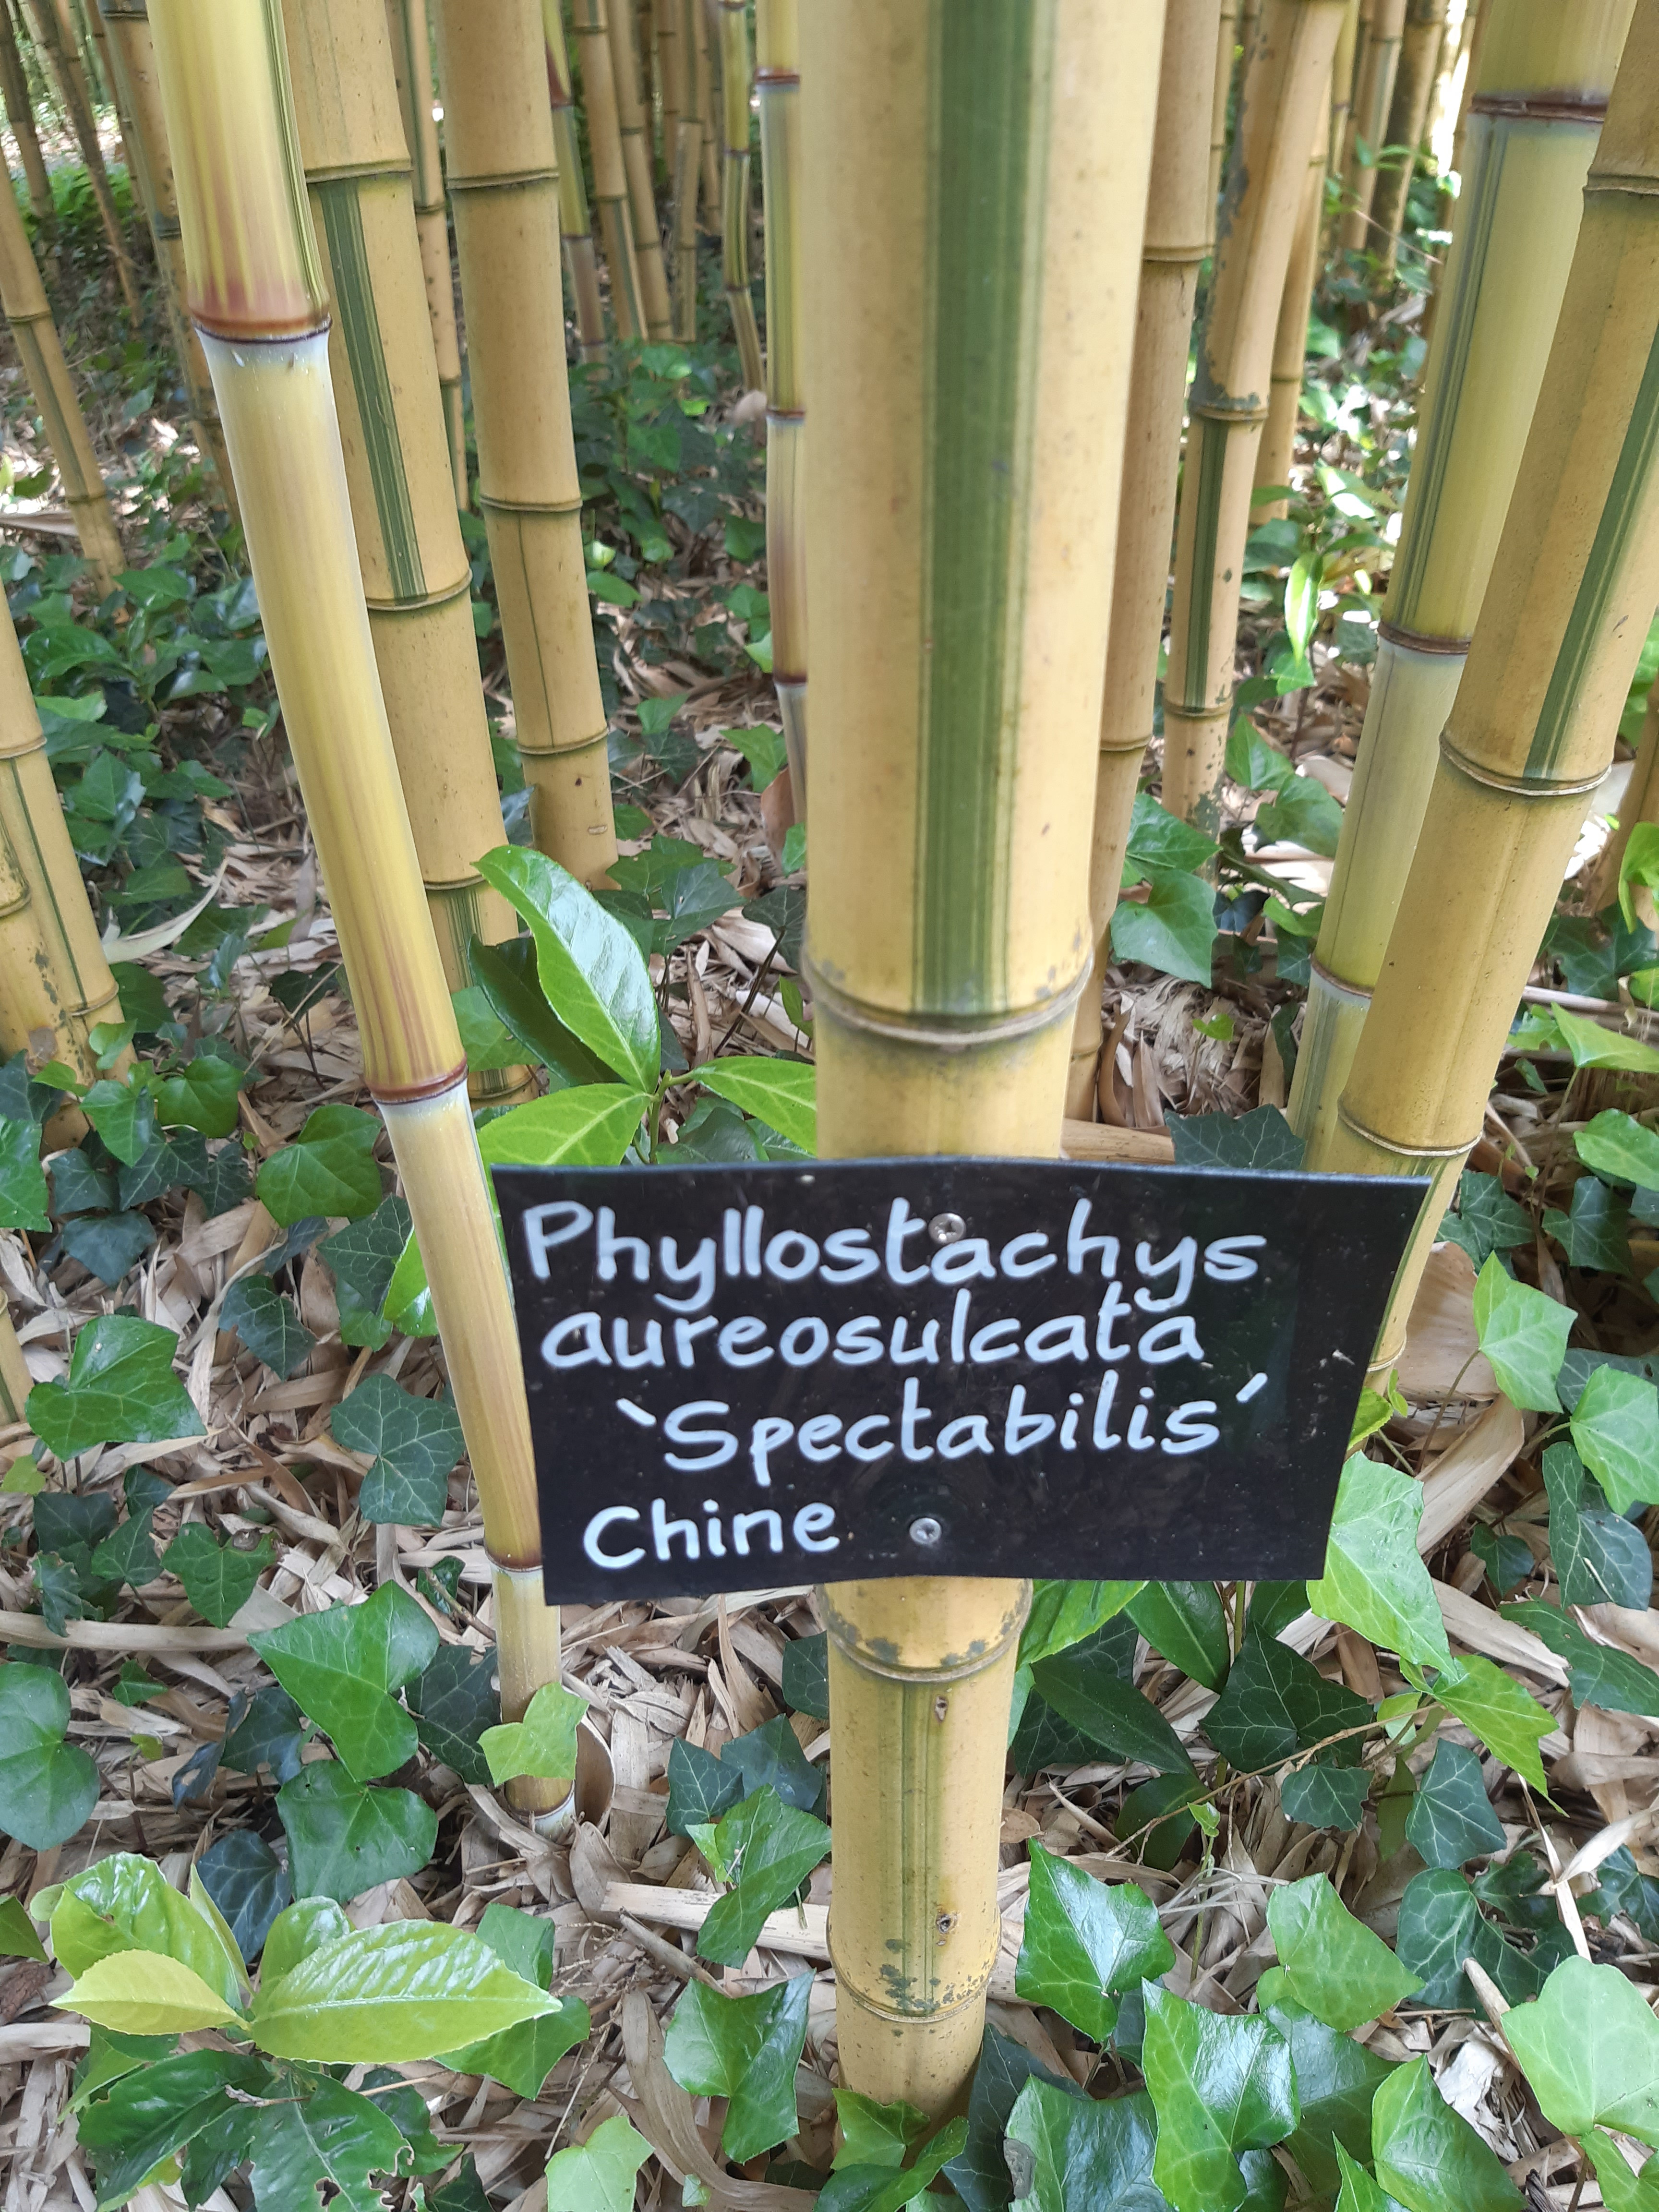 Phyllostachys
aureosulcata
`Spectabilis´
Chine